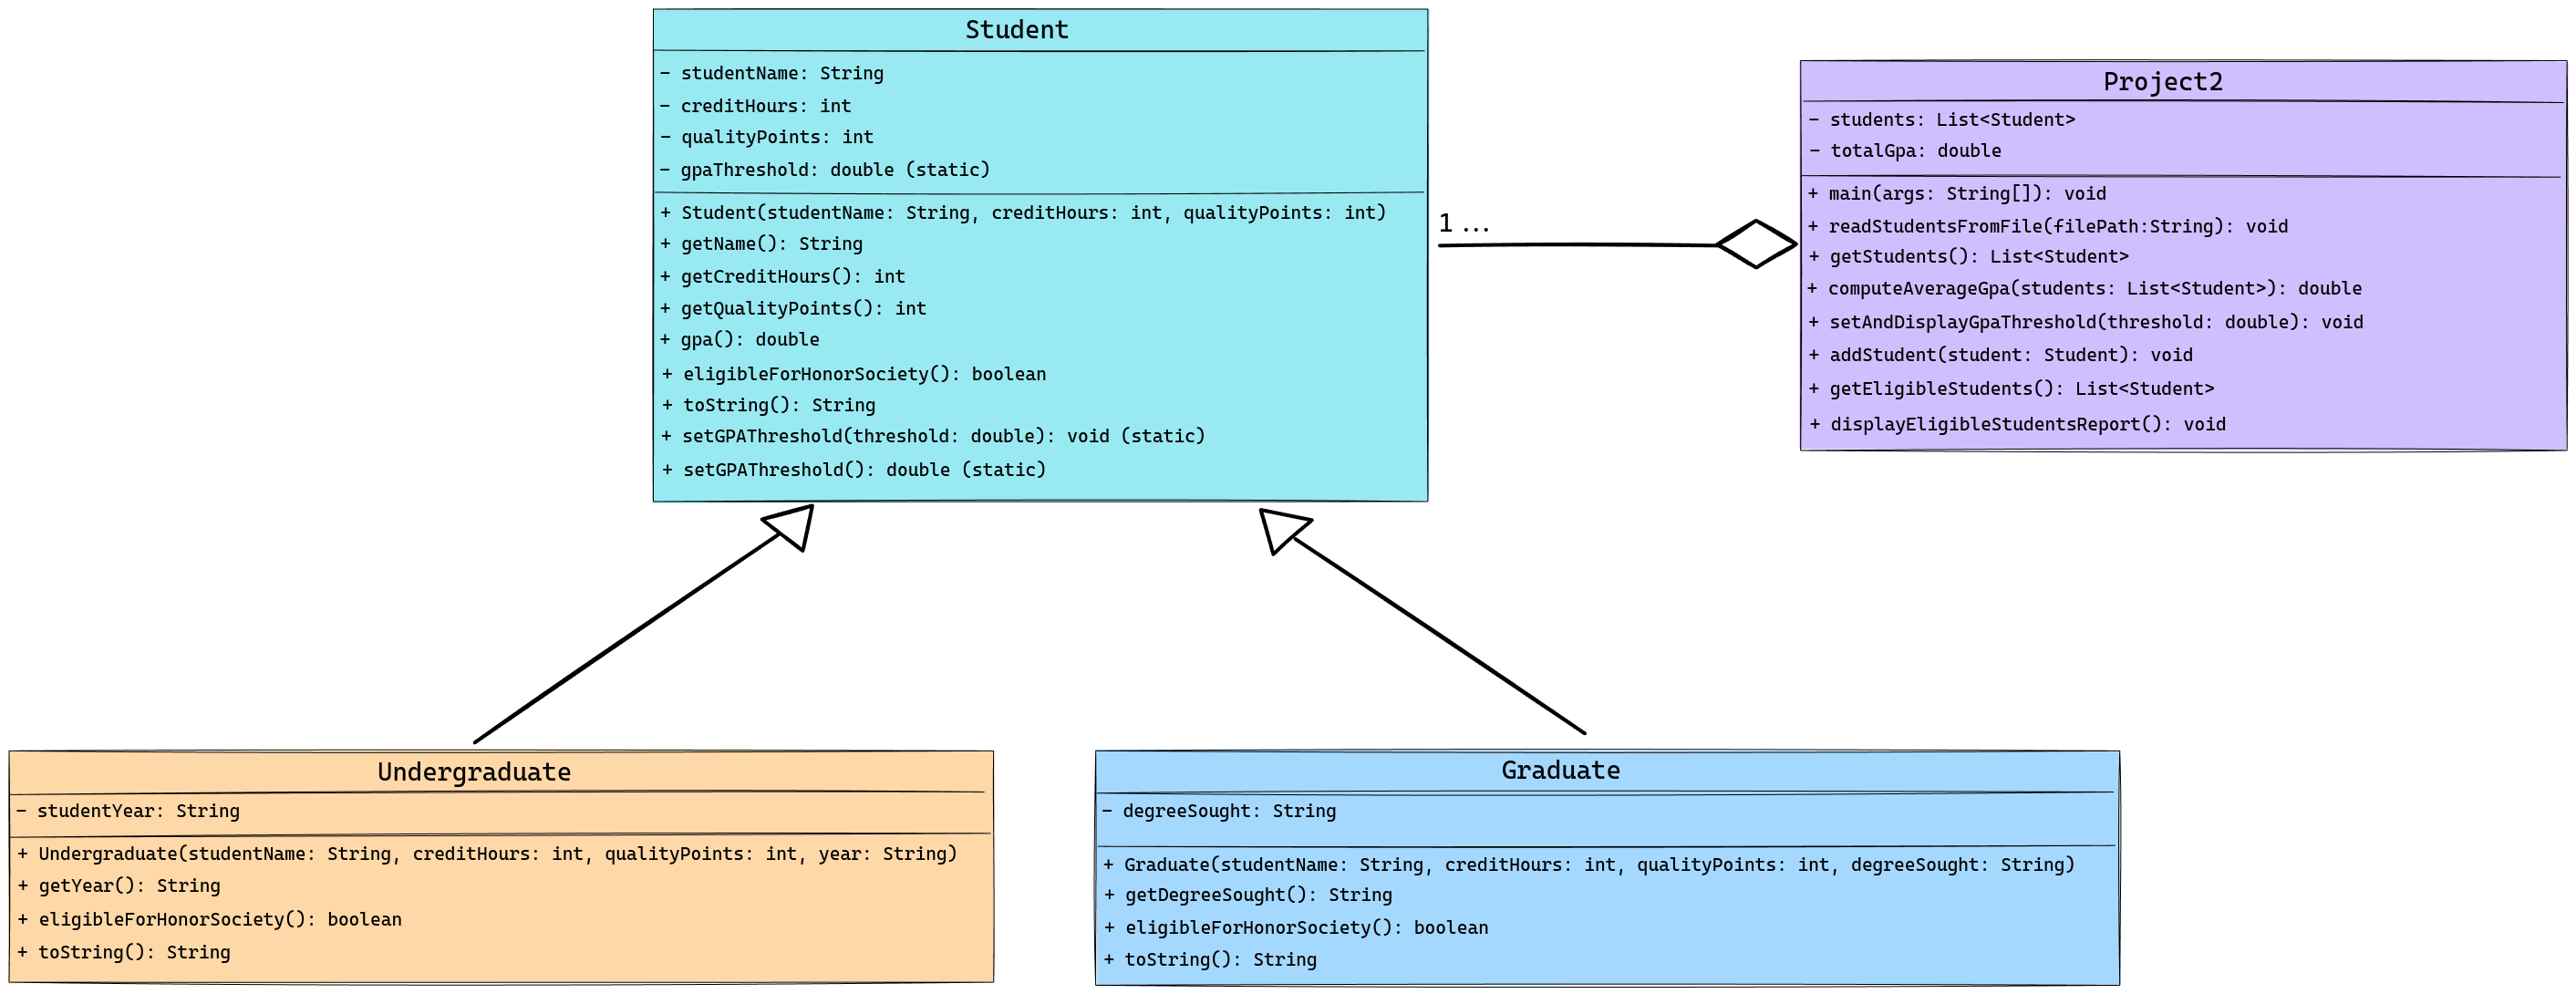 Student
- studentName: String
- creditHours: int
- qualityPoints: int
- gpaThreshold: double (static)
+ Student(studentName: String, creditHours: int, qualityPoints: int)
+ getName(): String
+ getCreditHours(): int
+ getQualityPoints(): int
+ gpa(): double
+ eligibleForHonorSociety(): boolean
+ toString(): String
+ setGPAThreshold(threshold: double): void (static)
+ setGPAThreshold(): double (static)
1 ...
Project2
- students: List<Student>
- totalGpa: double
+ main(args: String[]): void
+ readStudentsFromFile(filePath:String): void
+ getStudents(): List<Student>
+ computeAverageGpa(students: List<Student>): double
+ setAndDisplayGpaThreshold(threshold: double): void
+ addStudent(student: Student): void
+ getEligibleStudents(): List<Student>
+ displayEligibleStudentsReport(): void
Undergraduate
- studentYear: String
+ Undergraduate(studentName: String, creditHours: int, qualityPoints: int, year: String)
+ getYear(): String
+ eligibleForHonorSociety(): boolean
+ toString(): String
Graduate
- degreeSought: String
+ Graduate(studentName: String, creditHours: int, qualityPoints: int, degreeSought: String)
+ getDegreeSought(): String
+ eligibleForHonorSociety(): boolean
+ toString(): String